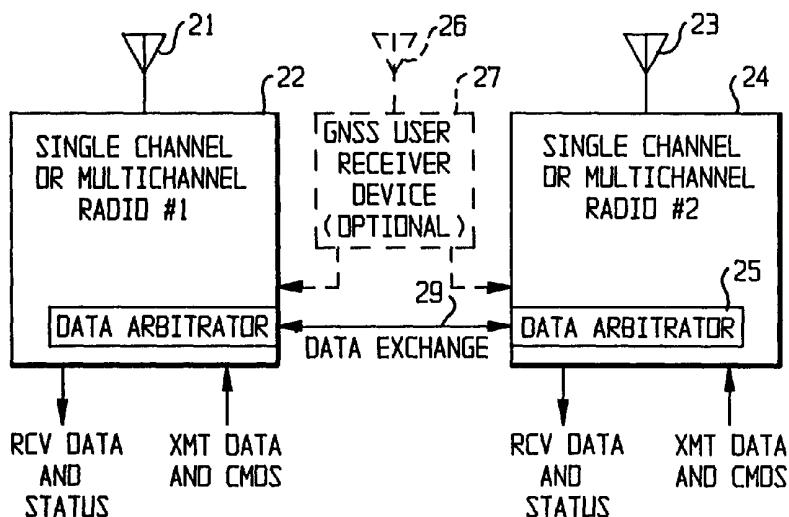 21
22
SINGLE CHANNEL
OR MULTICHANNEL
RADIO #1
DATA ARBITRATOR
RCV DATA
AND
STATUS
XMT DATA
AND CMDS
26
27
GNSS USER
RECEIVER
DEVICE
(OPTIONAL)
29
DATA EXCHANGE
23
24
SINGLE CHANNEL
OR MULTICHANNEL
RADIO #2
25
DATA ARBITRATOR
RCV DATA
AND
STATUS
XMT DATA
AND CMDS